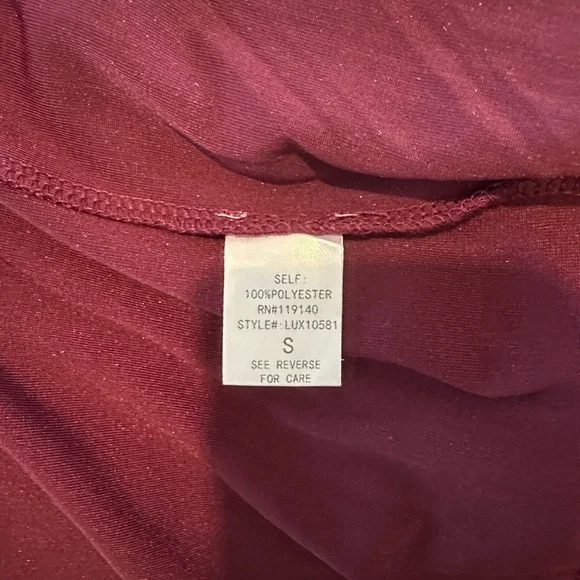 SELF:
100%POLYESTER
RN#119140
STYLE#:LUX10581
S
SEE REVERSE
FOR CARE